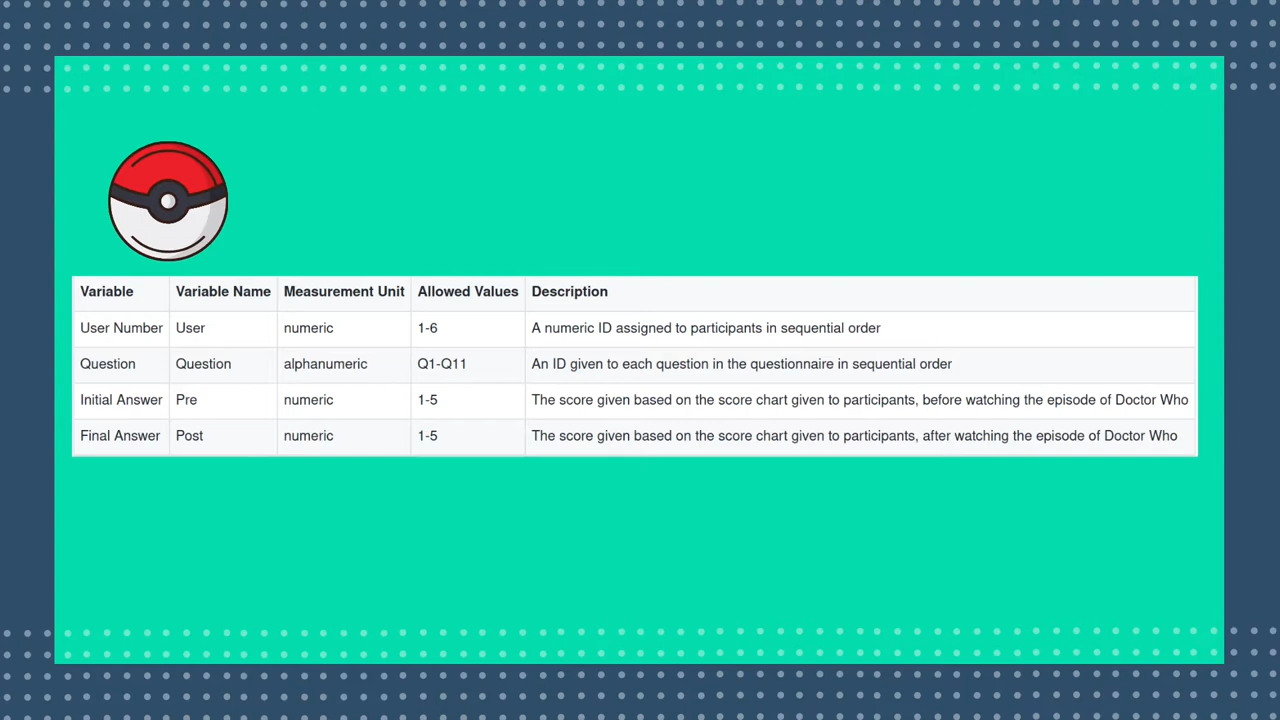 Variable Variable Name Measurement Unit Allowed Values Description
User Number User numeric 1-6 A numeric ID assigned to participants in sequential order
Question Question alphanumeric Q1-Q11 An ID given to each question in the questionnaire in sequential order
Initial Answer Pre numeric 1-5 The score given based on the score chart given to participants, before watching the episode of Doctor Who
Final Answer Post numeric 1-5 The score given based on the score chart given to participants, after watching the episode of Doctor Who